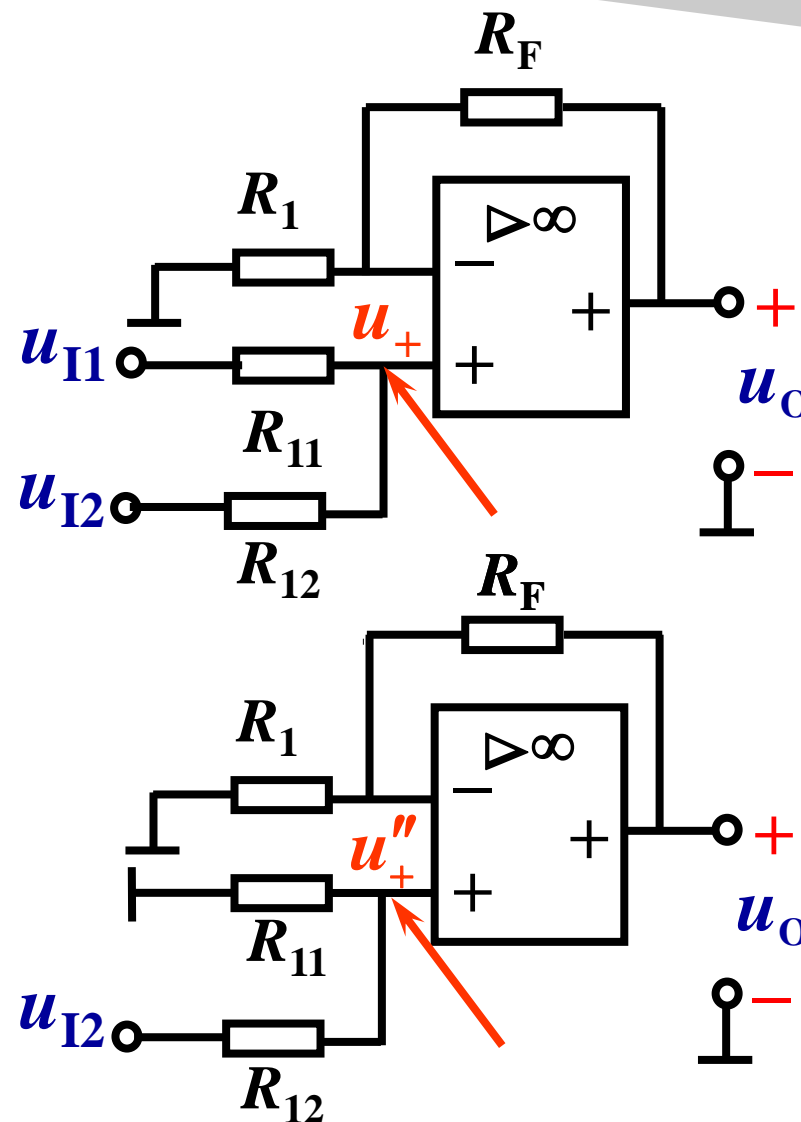 R_F
R_1
▷∞
−
u_+
+
+
u_I1
+
u_O
R_11
u_I2
−
R_12
R_F
R_1
▷∞
−
u″_+
+
+
+
u_O
R_11
u_I2
−
R_12